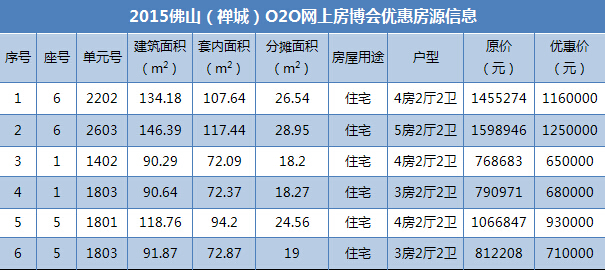 2015佛山（禅城）O2O网上房博会优惠房源信息
序号 座号 单元号 建筑面积（m²） 套内面积（m²） 分摊面积（m²） 房屋用途 户型 原价（元） 优惠价（元）
1 6 2202 134.18 107.64 26.54 住宅 4房2厅2卫 1455274 1160000
2 6 2603 146.39 117.44 28.95 住宅 5房2厅2卫 1598946 1250000
3 1 1402 90.29 72.09 18.2 住宅 4房2厅2卫 768683 650000
4 1 1803 90.64 72.37 18.27 住宅 3房2厅2卫 790971 680000
5 5 1801 118.76 94.2 24.56 住宅 4房2厅2卫 1066847 930000
6 5 1803 91.87 72.87 19 住宅 3房2厅2卫 812208 710000